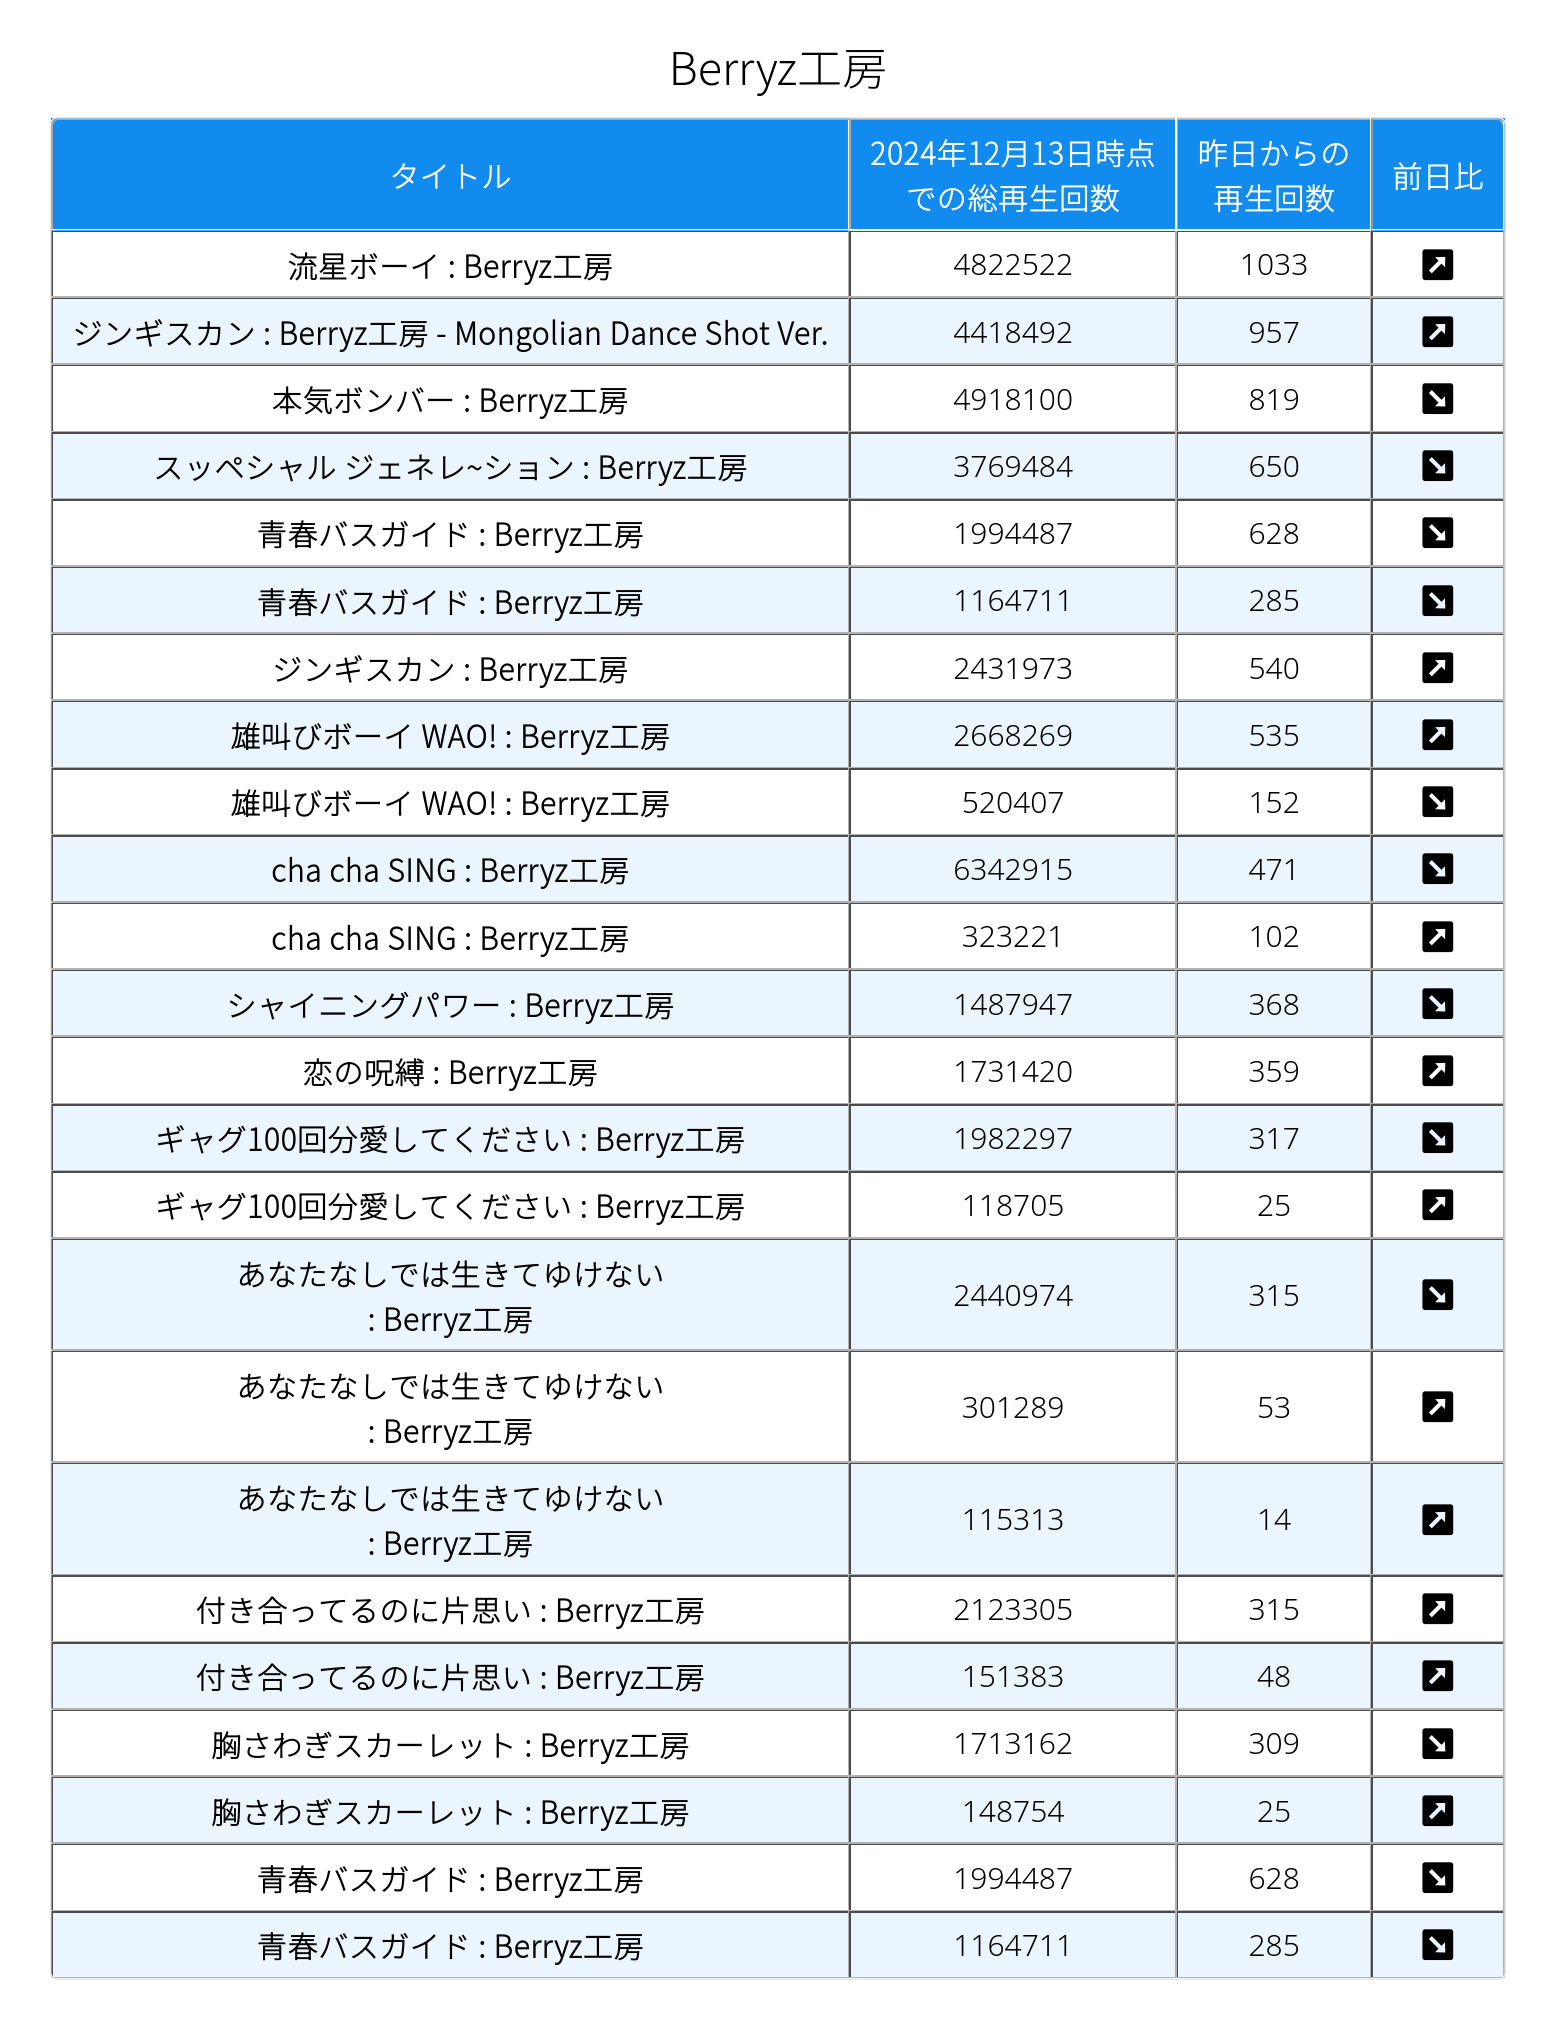 Berryz工房
タイトル
2024年12月13日時点
での総再生回数
昨日からの
再生回数
前日比
流星ボーイ : Berryz工房 4822522 1033
ジンギスカン : Berryz工房 - Mongolian Dance Shot Ver. 4418492 957
本気ボンバー : Berryz工房 4918100 819
スッペシャル ジェネレ~ション : Berryz工房 3769484 650
青春バスガイド : Berryz工房 1994487 628
青春バスガイド : Berryz工房 1164711 285
ジンギスカン : Berryz工房 2431973 540
雄叫びボーイ WAO! : Berryz工房 2668269 535
雄叫びボーイ WAO! : Berryz工房 520407 152
cha cha SING : Berryz工房 6342915 471
cha cha SING : Berryz工房 323221 102
シャイニングパワー : Berryz工房 1487947 368
恋の呪縛 : Berryz工房 1731420 359
ギャグ100回分愛してください : Berryz工房 1982297 317
ギャグ100回分愛してください : Berryz工房 118705 25
あなたなしでは生きてゆけない
: Berryz工房 2440974 315
あなたなしでは生きてゆけない
: Berryz工房 301289 53
あなたなしでは生きてゆけない
: Berryz工房 115313 14
付き合ってるのに片思い : Berryz工房 2123305 315
付き合ってるのに片思い : Berryz工房 151383 48
胸さわぎスカーレット : Berryz工房 1713162 309
胸さわぎスカーレット : Berryz工房 148754 25
青春バスガイド : Berryz工房 1994487 628
青春バスガイド : Berryz工房 1164711 285